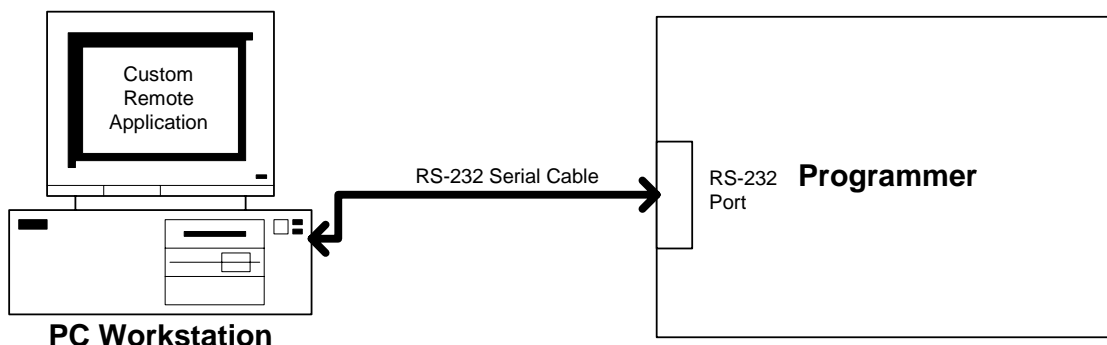 Custom
Remote
Application
RS-232 Serial Cable
RS-232
Port
Programmer
PC Workstation